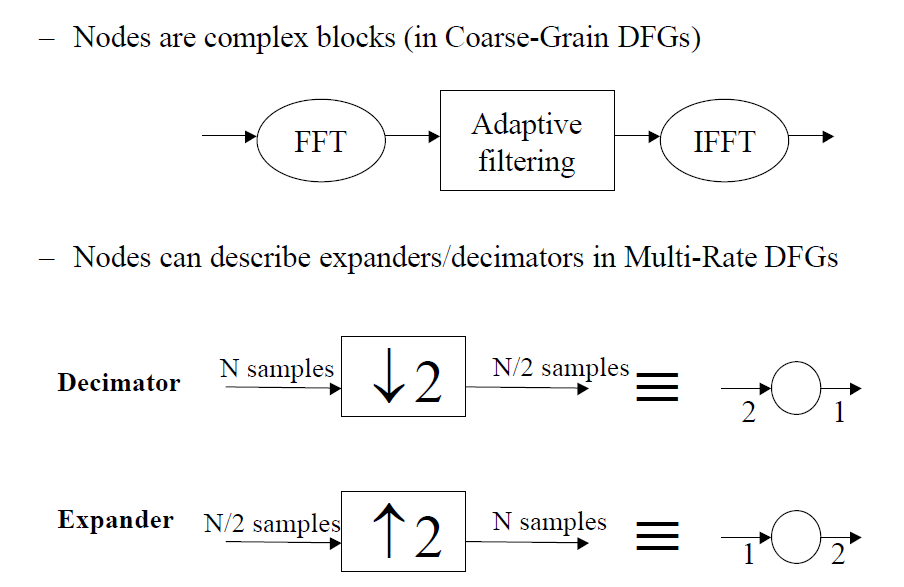 – Nodes are complex blocks (in Coarse-Grain DFGs)
FFT
Adaptive
filtering
IFFT
– Nodes can describe expanders/decimators in Multi-Rate DFGs
Decimator
N samples
↓2
N/2 samples
≡
2
1
Expander
N/2 samples
↑2
N samples
≡
1
2